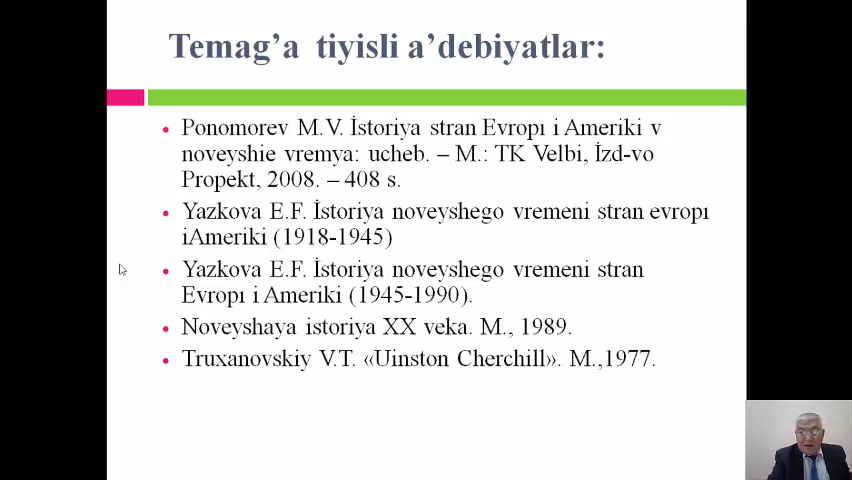 Temag’a tiyisli a’debiyatlar:
• Ponomorev M.V. İstoriya stran Evropı i Ameriki v
noveyshie vremya: ucheb. – M.: TK Velbi, İzd-vo
Propekt, 2008. – 408 s.
• Yazkova E.F. İstoriya noveyshego vremeni stran evropı
iAmeriki (1918-1945)
• Yazkova E.F. İstoriya noveyshego vremeni stran
Evropı i Ameriki (1945-1990).
• Noveyshaya istoriya XX veka. M., 1989.
• Truxanovskiy V.T. «Uinston Cherchill». M.,1977.